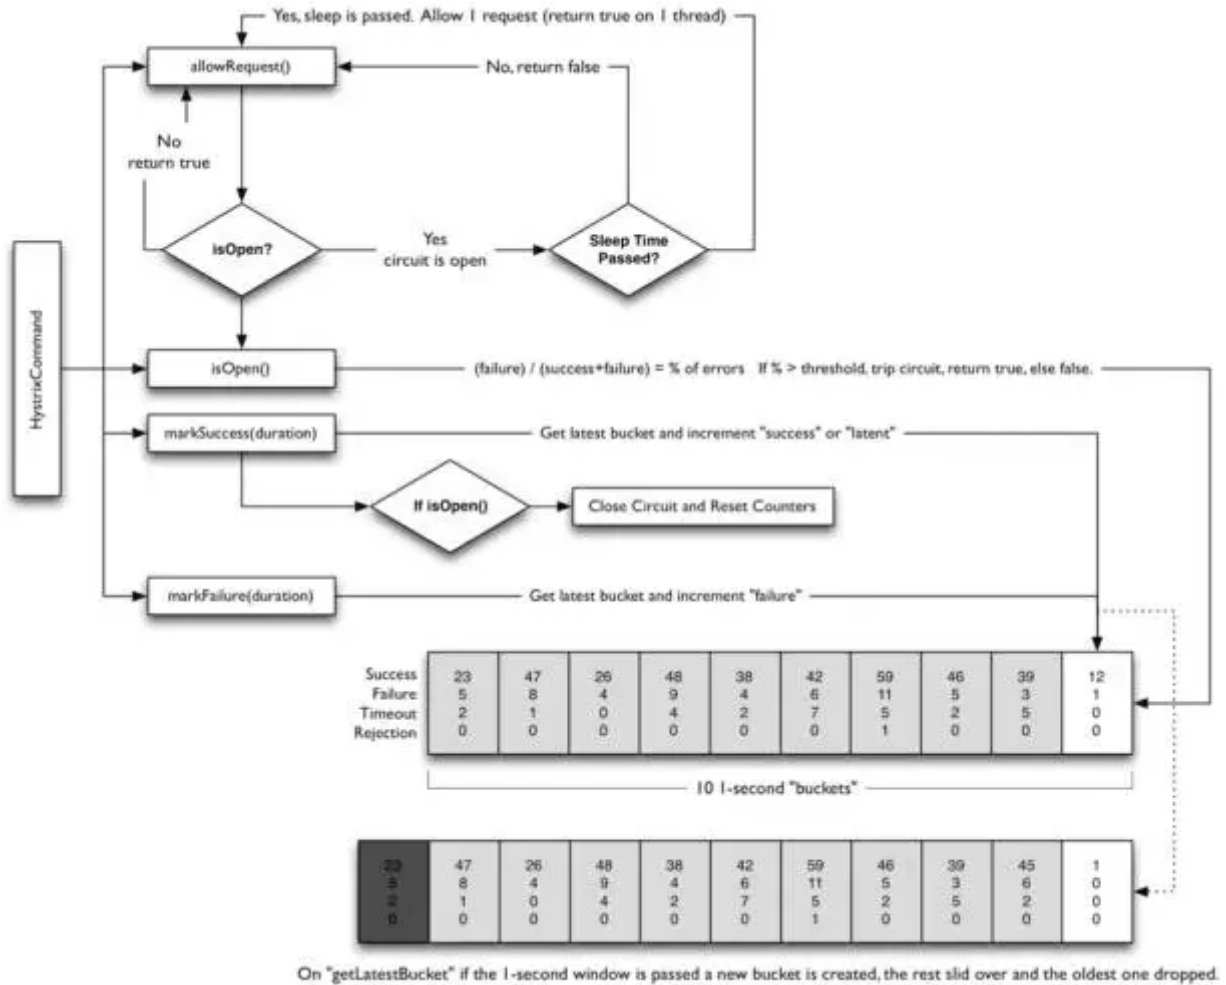 Yes, sleep is passed. Allow 1 request (return true on 1 thread)
allowRequest()
No, return false
No
return true
isOpen?
Yes
circuit is open
Sleep Time
Passed?
HystrixCommand
isOpen()
(failure) / (success+failure) = % of errors If % > threshold, trip circuit, return true, else false.
markSuccess(duration)
Get latest bucket and increment "success" or "latent"
If isOpen()
Close Circuit and Reset Counters
markFailure(duration)
Get latest bucket and increment "failure"
Success 23 47 26 48 38 42 59 46 39 12
Failure 5 8 4 9 4 6 11 5 3 1
Timeout 2 1 0 4 2 7 5 2 5 0
Rejection 0 0 0 0 0 0 1 0 0 0
10 1-second "buckets"
23 47 26 48 38 42 59 46 39 45 1
5 8 4 9 4 6 11 5 3 6 0
2 1 0 4 2 7 5 2 5 2 0
0 0 0 0 0 0 1 0 0 0 0
On "getLatestBucket" if the 1-second window is passed a new bucket is created, the rest slid over and the oldest one dropped.